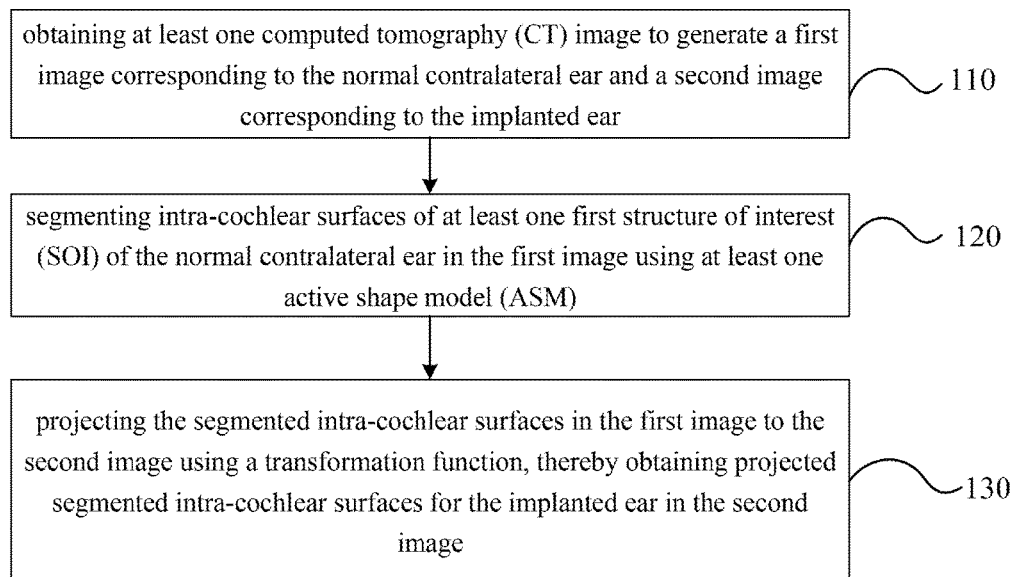 obtaining at least one computed tomography (CT) image to generate a first
image corresponding to the normal contralateral ear and a second image
corresponding to the implanted ear
110
segmenting intra-cochlear surfaces of at least one first structure of interest
(SOI) of the normal contralateral ear in the first image using at least one
active shape model (ASM)
120
projecting the segmented intra-cochlear surfaces in the first image to the
second image using a transformation function, thereby obtaining projected
segmented intra-cochlear surfaces for the implanted ear in the second
image
130